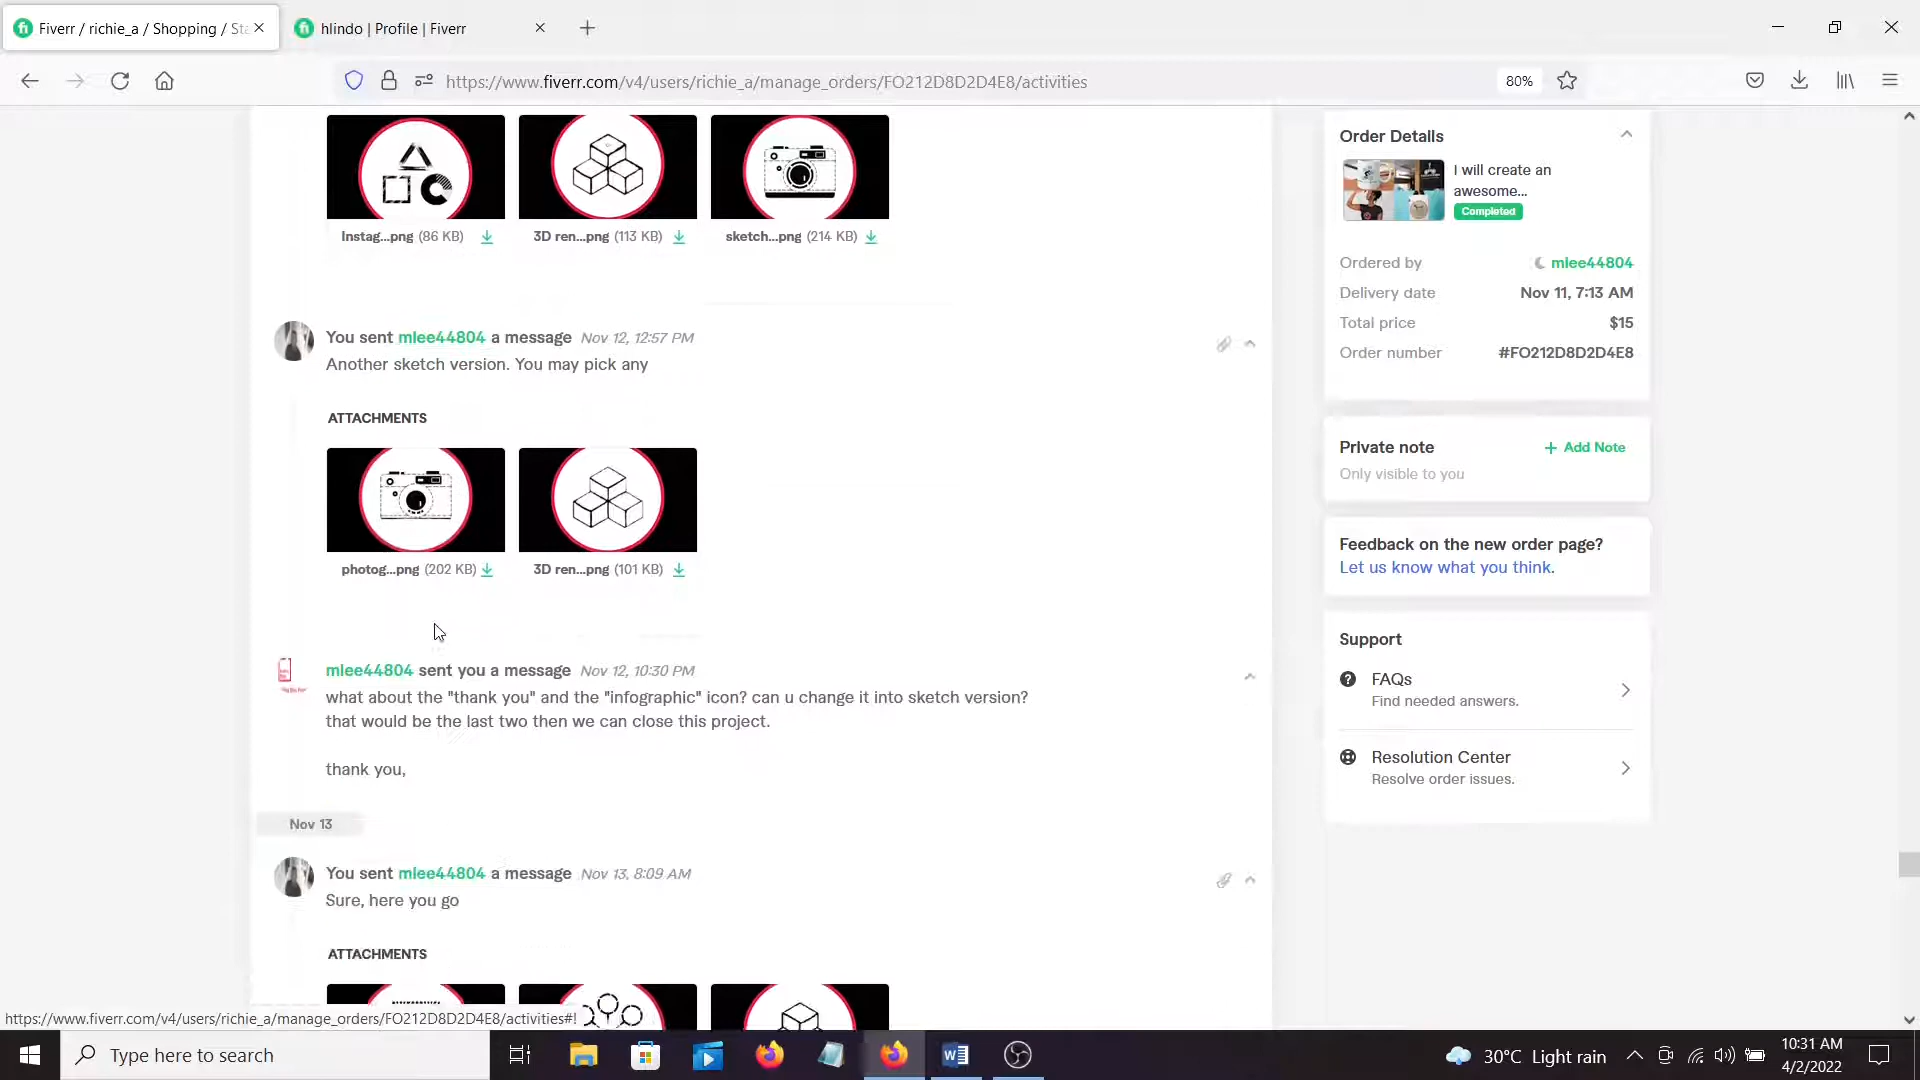 Fiverr / richie_a / Shopping / Sta
hlindo | Profile | Fiverr
https://www.fiverr.com/v4/users/richie_a/manage_orders/FO212D8D2D4E8/activities
80%
Instag...png (86 KB)
3D ren...png (113 KB)
sketch...png (214 KB)
You sent mlee44804 a message Nov 12, 12:57 PM
Another sketch version. You may pick any
ATTACHMENTS
photog...png (202 KB)
3D ren...png (101 KB)
mlee44804 sent you a message Nov 12, 10:30 PM
what about the "thank you" and the "infographic" icon? can u change it into sketch version?
that would be the last two then we can close this project.
thank you,
Nov 13
You sent mlee44804 a message Nov 13, 8:09 AM
Sure, here you go
ATTACHMENTS
Order Details
I will create an
awesome...
Completed
Ordered by mlee44804
Delivery date Nov 11, 7:13 AM
Total price $15
Order number #FO212D8D2D4E8
Private note + Add Note
Only visible to you
Feedback on the new order page?
Let us know what you think.
Support
FAQs
Find needed answers.
Resolution Center
Resolve order issues.
https://www.fiverr.com/v4/users/richie_a/manage_orders/FO212D8D2D4E8/activities#!
Type here to search
30°C Light rain
10:31 AM
4/2/2022